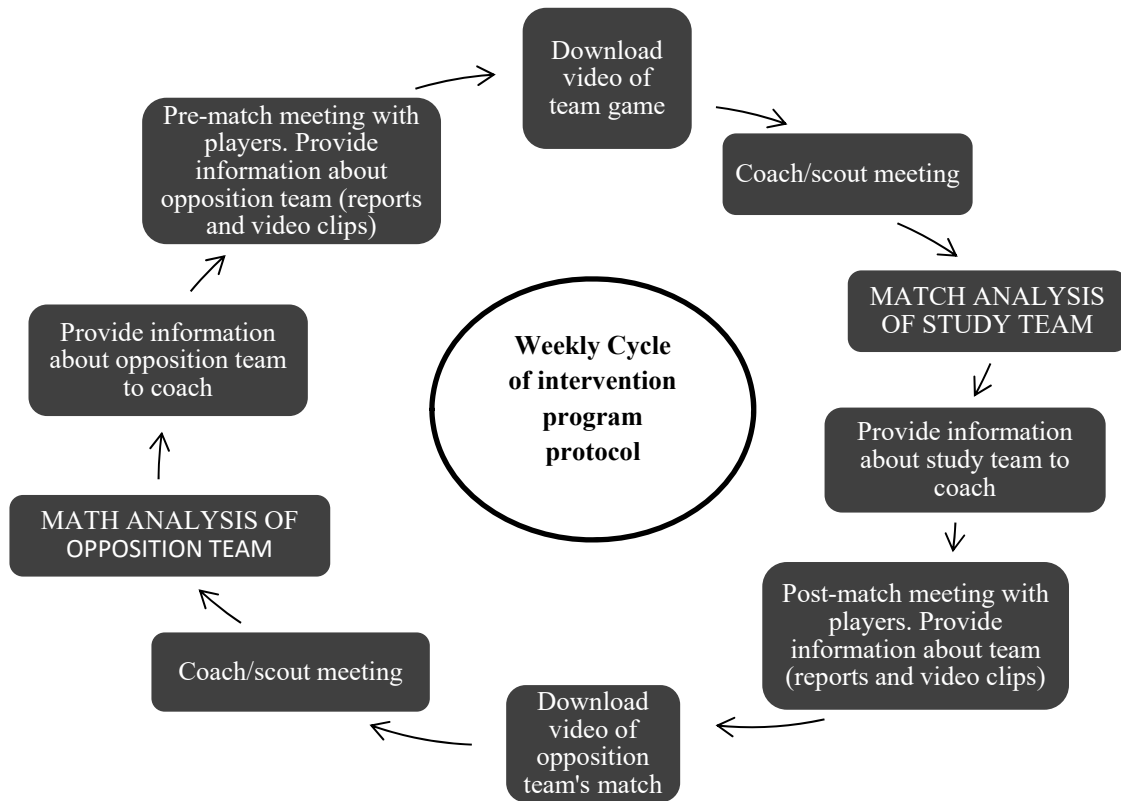 Download
video of
team game
Coach/scout meeting
MATCH ANALYSIS
OF STUDY TEAM
Provide information
about study team to
coach
Post-match meeting with
players. Provide
information about team
(reports and video clips)
Download
video of
opposition
team's match
Coach/scout meeting
MATH ANALYSIS OF
OPPOSITION TEAM
Provide information
about opposition team
to coach
Pre-match meeting with
players. Provide
information about
opposition team (reports
and video clips)
Weekly Cycle
of intervention
program
protocol